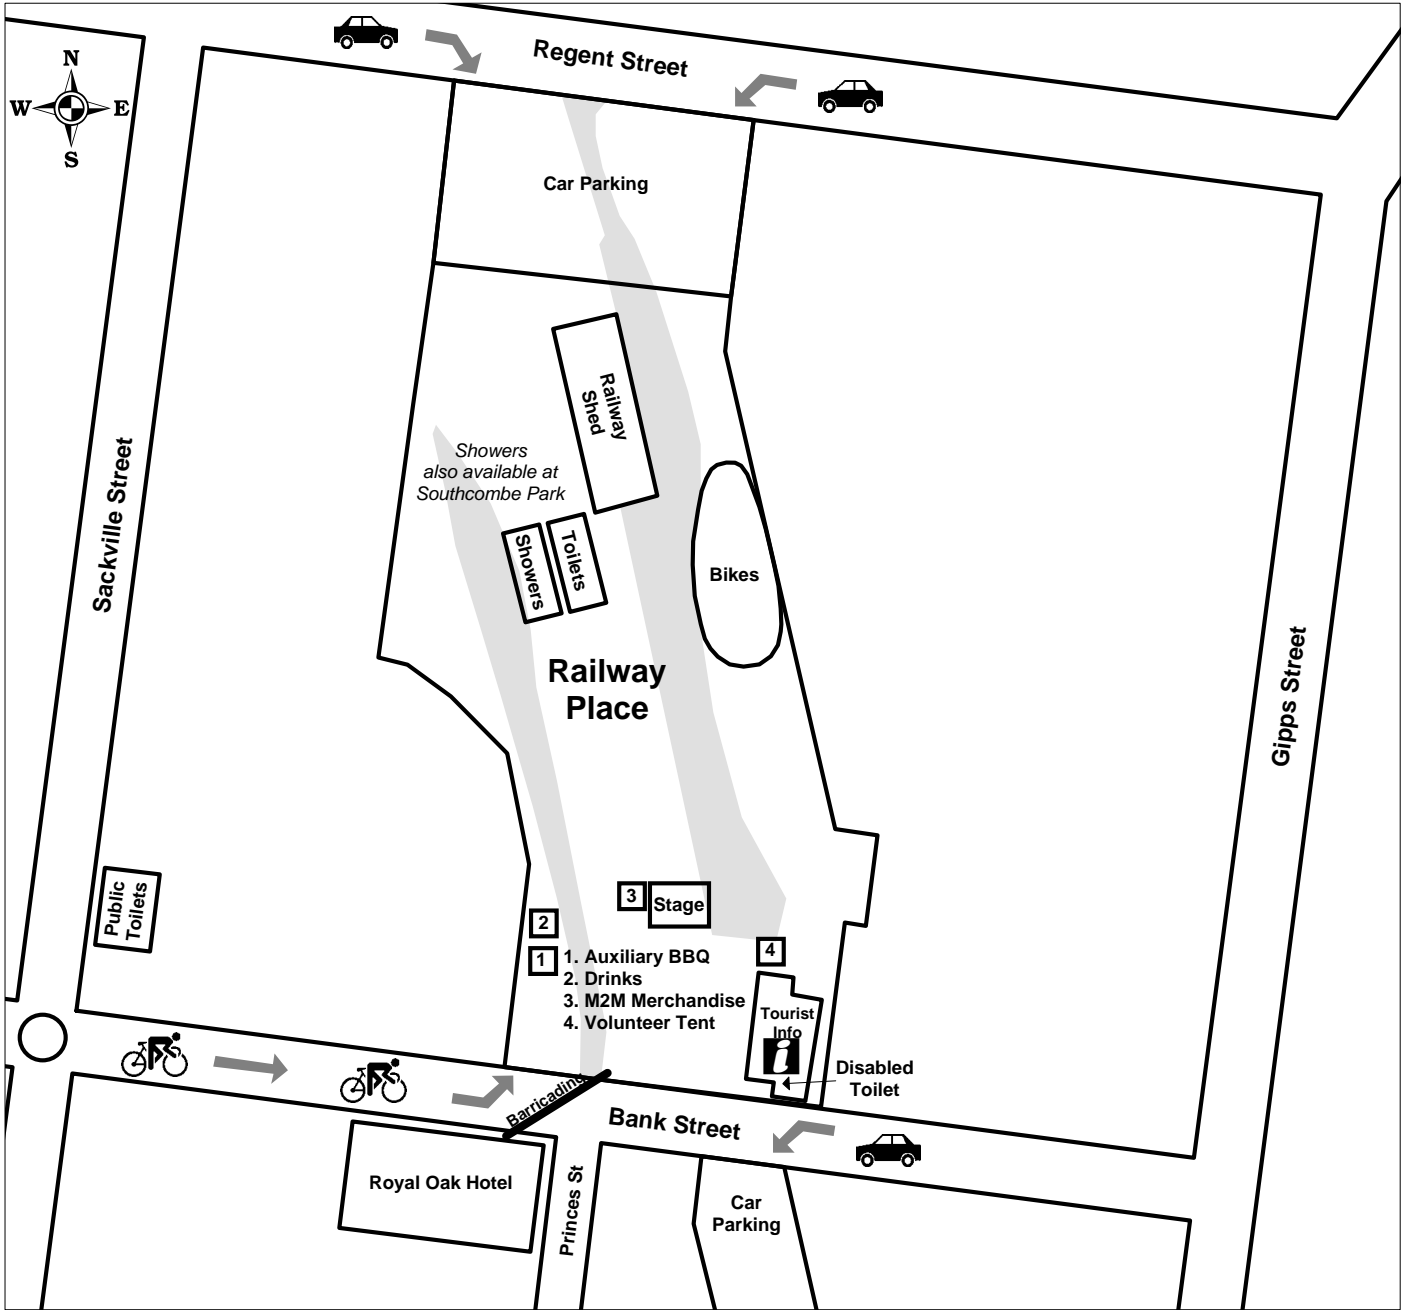 Regent Street
N
W
E
S
Car Parking
Railway
Shed
Showers
also available at
Southcombe Park
Sackville Street
Showers
Toilets
Bikes
Railway
Place
Gipps Street
Public
Toilets
3
Stage
2
4
1
1. Auxiliary BBQ
2. Drinks
3. M2M Merchandise
4. Volunteer Tent
Tourist
Info
i
Disabled
Toilet
Barricading
Bank Street
Royal Oak Hotel
Princes St
Car
Parking